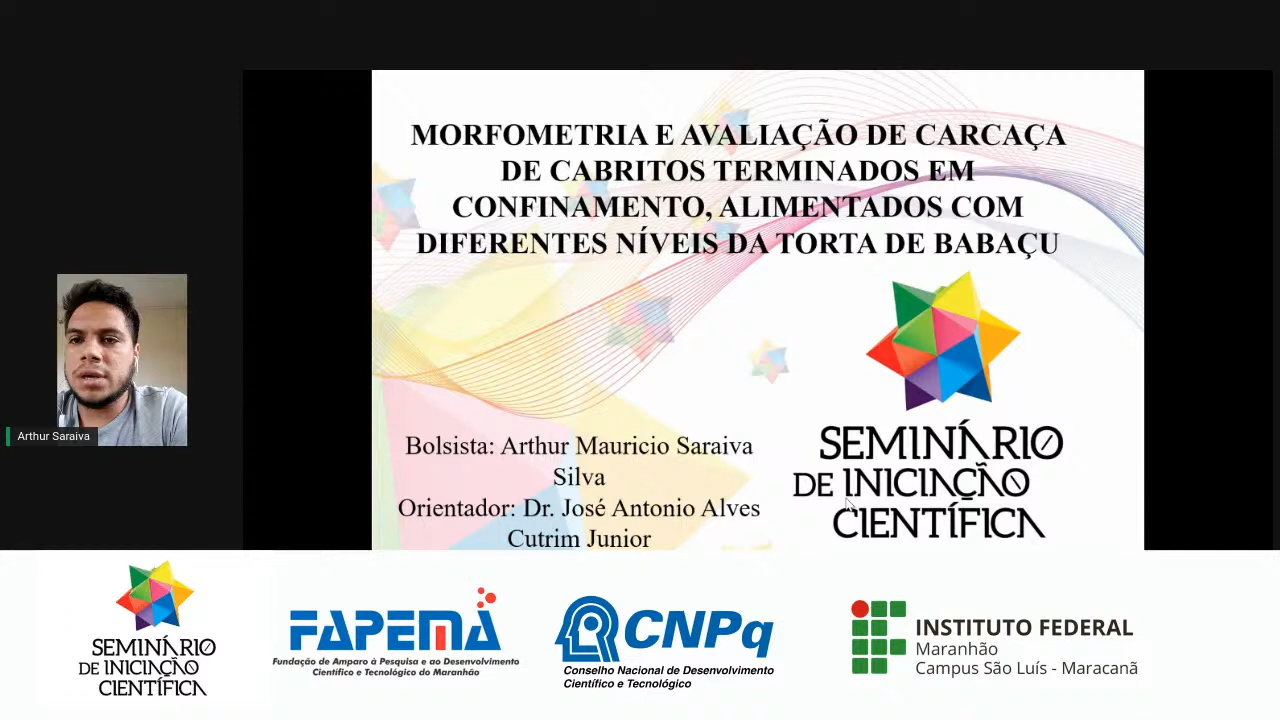 MORFOMETRIA E AVALIAÇÃO DE CARCAÇA
DE CABRITOS TERMINADOS EM
CONFINAMENTO, ALIMENTADOS COM
DIFERENTES NÍVEIS DA TORTA DE BABAÇU
Arthur Saraiva
Bolsista: Arthur Mauricio Saraiva
Silva
Orientador: Dr. José Antonio Alves
Cutrim Junior
SEMINÁRIO
DE INICIAÇÃO
CIENTÍFICA
SEMINÁRIO
DE INICIAÇÃO
CIENTÍFICA
FAPEMA
Fundação de Amparo à Pesquisa e ao Desenvolvimento
Científico e Tecnológico do Maranhão
CNPq
Conselho Nacional de Desenvolvimento
Científico e Tecnológico
INSTITUTO FEDERAL
Maranhão
Campus São Luís - Maracanã